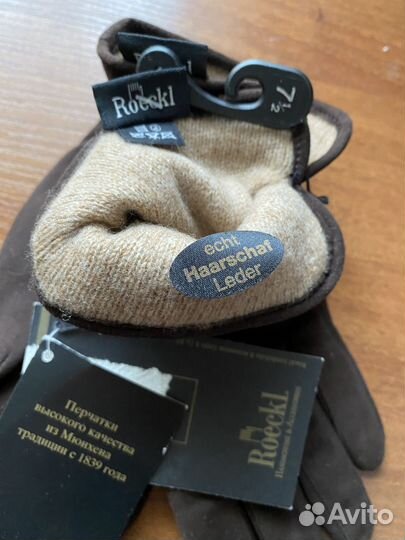 7½
Roeckl
echt
Haarschaf
Leder
Перчатки
высокого качества
из Мюнхена
традиции с 1839 года
Roeckl
Avito